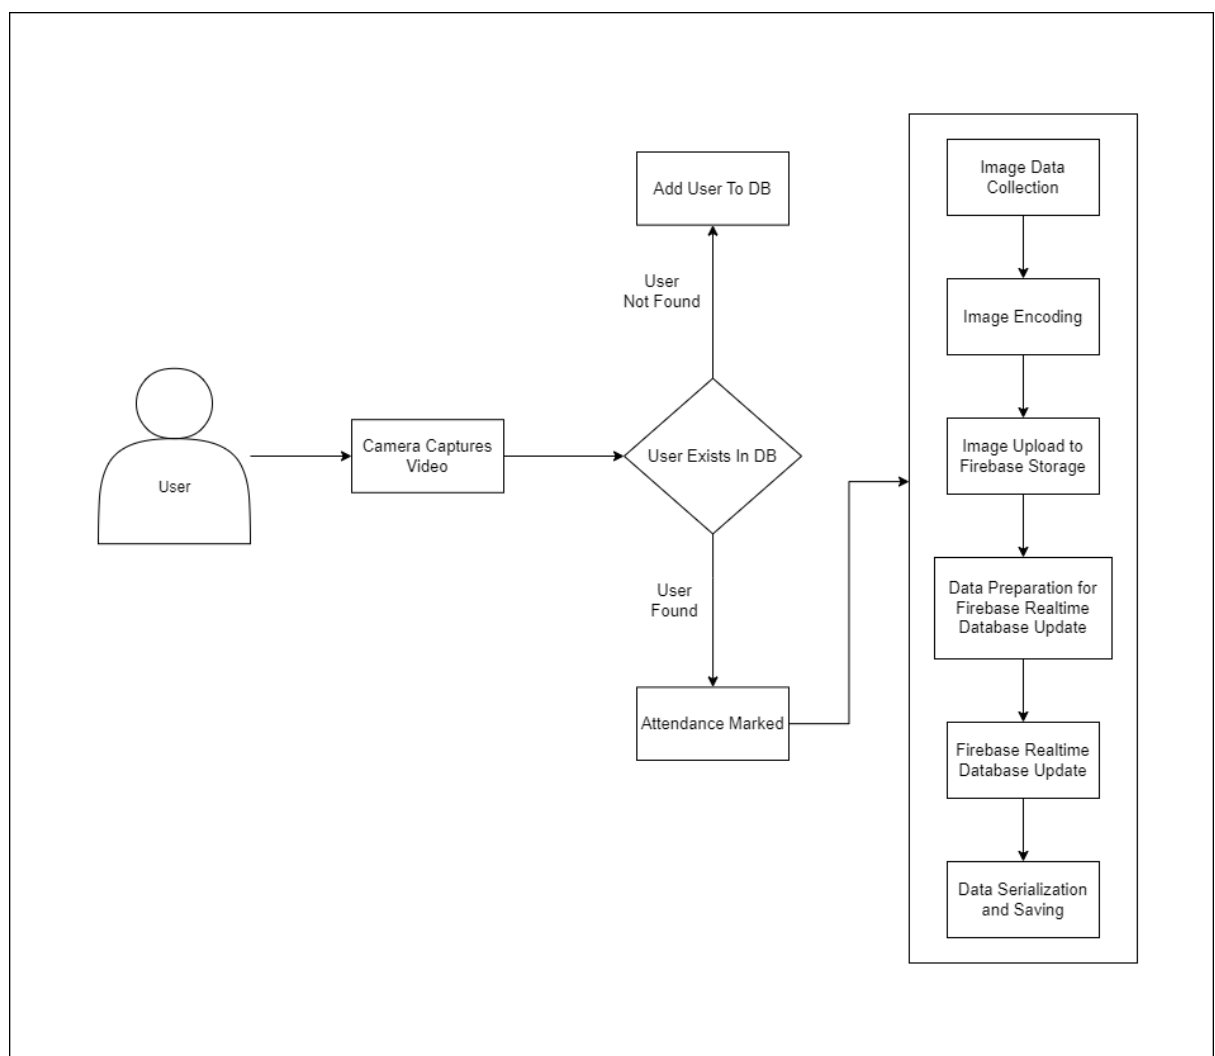 User
Camera Captures
Video
User Exists In DB
User
Not Found
Add User To DB
User
Found
Attendance Marked
Image Data
Collection
Image Encoding
Image Upload to
Firebase Storage
Data Preparation for
Firebase Realtime
Database Update
Firebase Realtime
Database Update
Data Serialization
and Saving